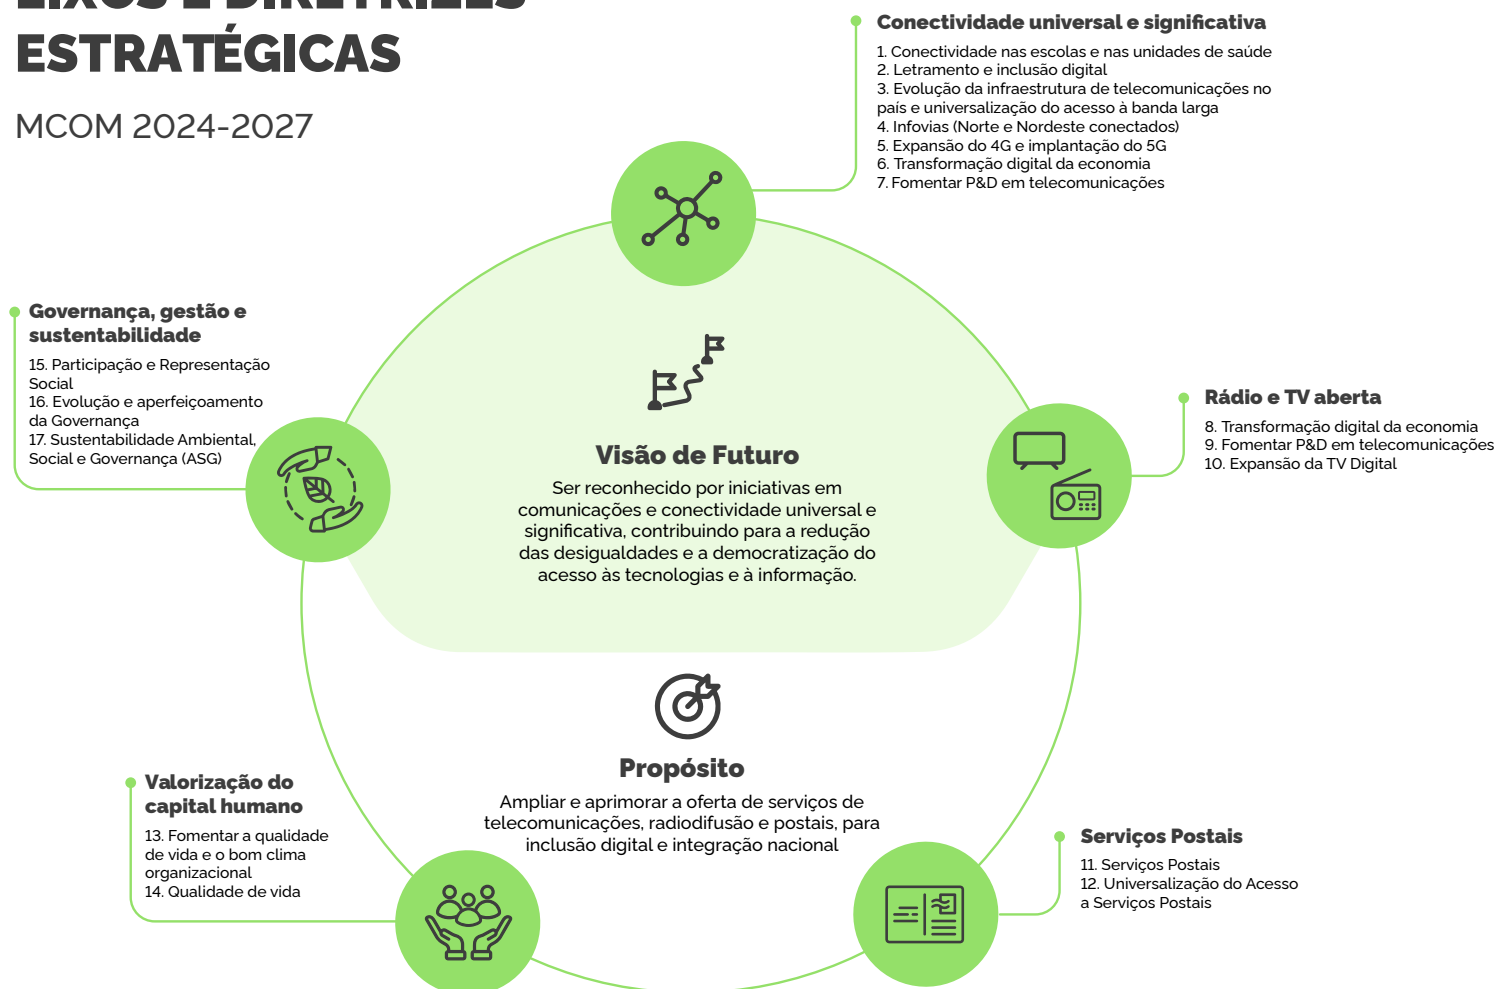 EIXOS E DIRETRIZES
ESTRATÉGICAS
MCOM 2024-2027
Conectividade universal e significativa
1. Conectividade nas escolas e nas unidades de saúde
2. Letramento e inclusão digital
3. Evolução da infraestrutura de telecomunicações no
país e universalização do acesso à banda larga
4. Infovias (Norte e Nordeste conectados)
5. Expansão do 4G e implantação do 5G
6. Transformação digital da economia
7. Fomentar P&D em telecomunicações
Governança, gestão e
sustentabilidade
15. Participação e Representação
Social
16. Evolução e aperfeiçoamento
da Governança
17. Sustentabilidade Ambiental,
Social e Governança (ASG)
Rádio e TV aberta
8. Transformação digital da economia
9. Fomentar P&D em telecomunicações
10. Expansão da TV Digital
Visão de Futuro
Ser reconhecido por iniciativas em
comunicações e conectividade universal e
significativa, contribuindo para a redução
das desigualdades e a democratização do
acesso às tecnologias e à informação.
Propósito
Ampliar e aprimorar a oferta de serviços de
telecomunicações, radiodifusão e postais, para
inclusão digital e integração nacional
Valorização do
capital humano
13. Fomentar a qualidade
de vida e o bom clima
organizacional
14. Qualidade de vida
Serviços Postais
11. Serviços Postais
12. Universalização do Acesso
a Serviços Postais